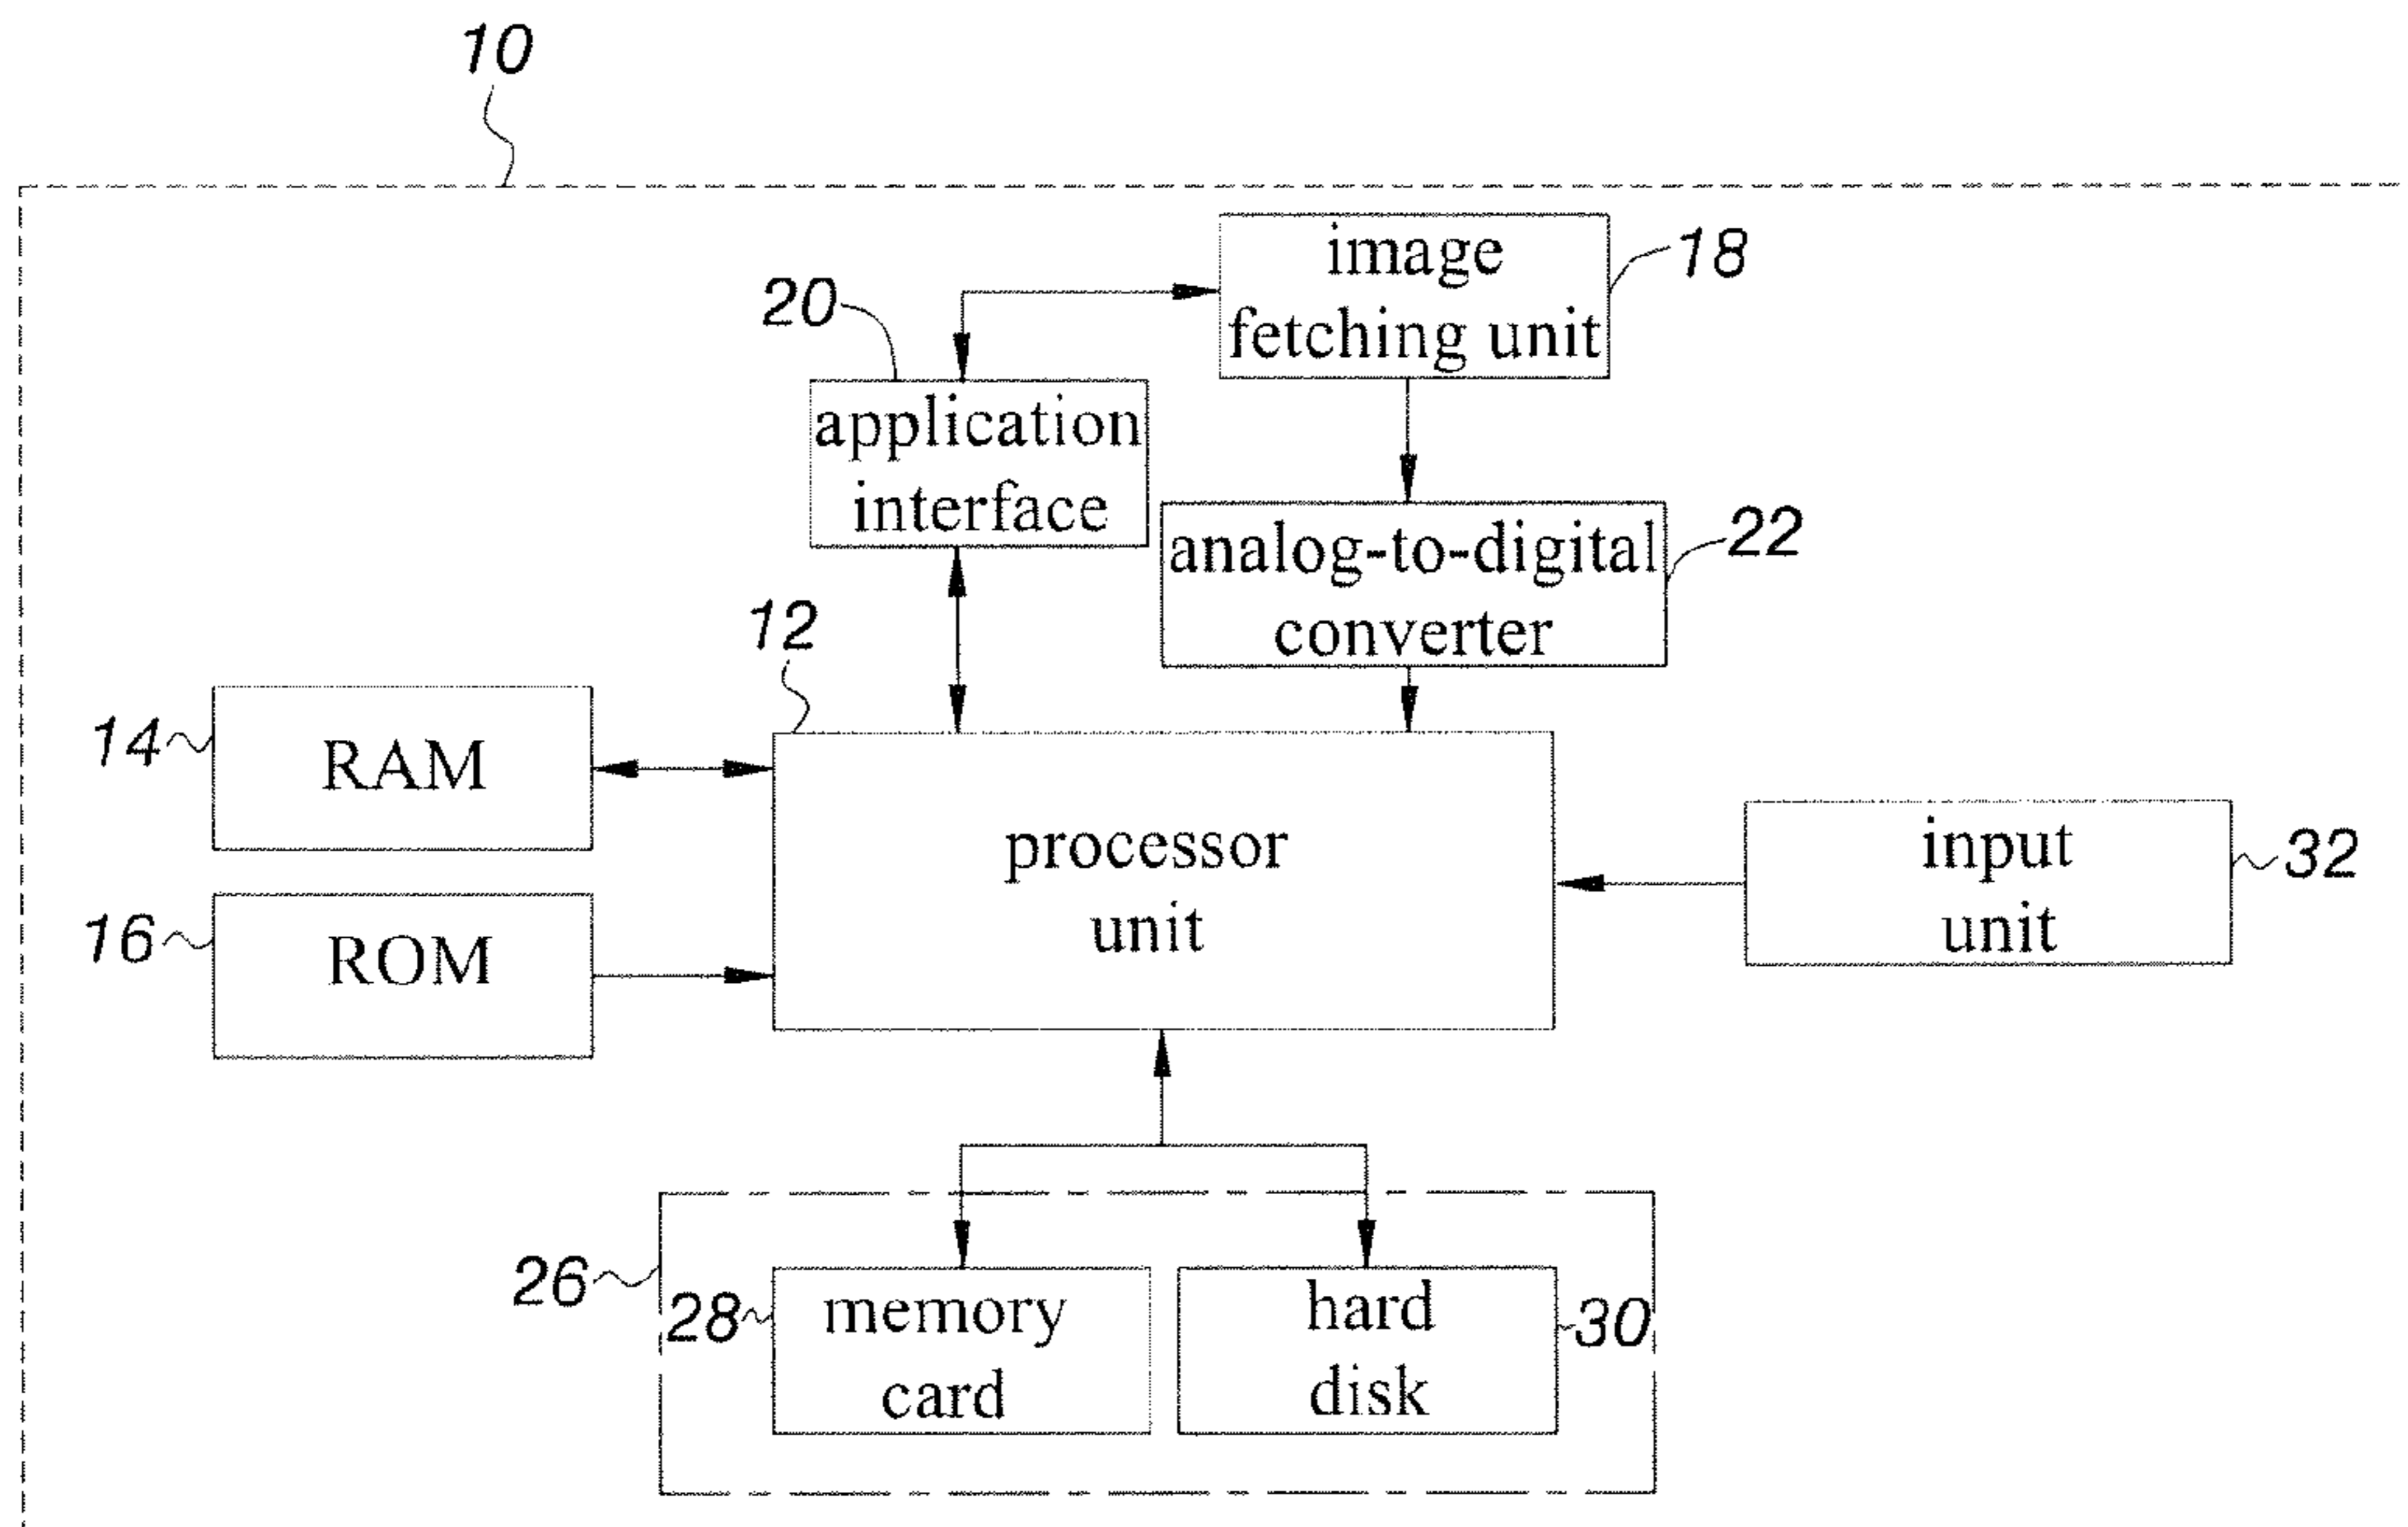 10
image
fetching unit
18
20
application
interface
analog-to-digital
converter
22
12
14
RAM
processor
unit
input
unit
32
16
ROM
26
28
memory
card
hard
disk
30